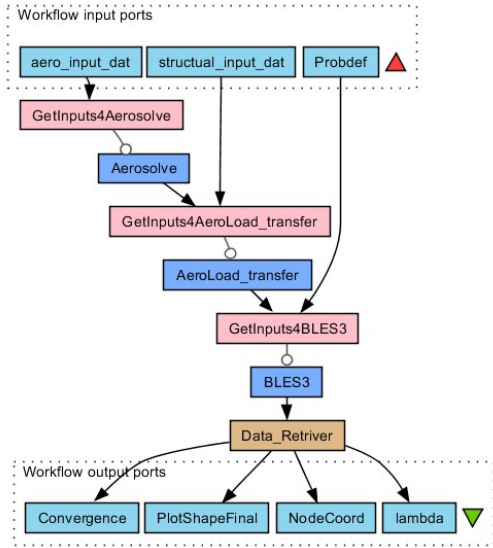 Workflow input ports
aero_input_dat
structual_input_dat
Probdef
GetInputs4Aerosolve
Aerosolve
GetInputs4AeroLoad_transfer
AeroLoad_transfer
GetInputs4BLES3
BLES3
Data_Retriver
Workflow output ports
Convergence
PlotShapeFinal
NodeCoord
lambda